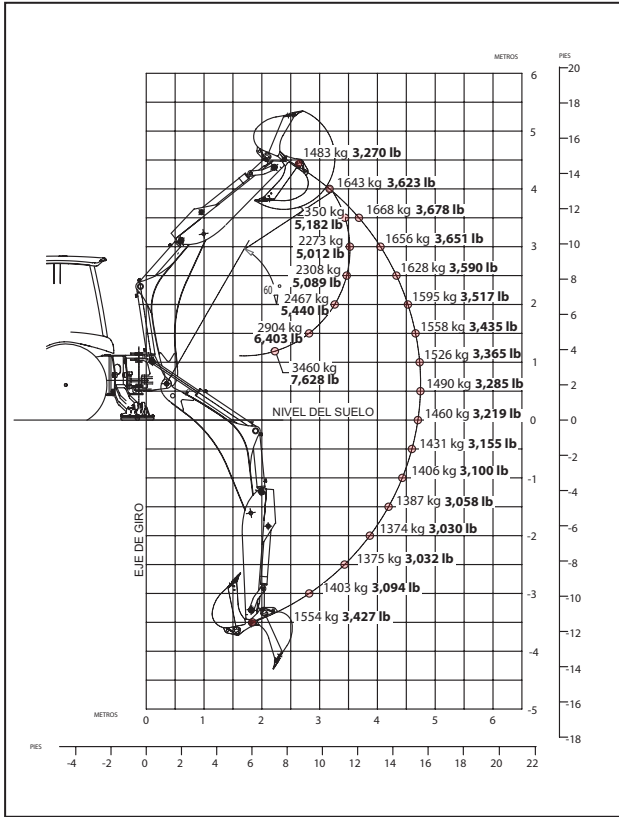 METROS
PIES
20
6
18
16
5
1483 kg 3,270 lb
14
4
1643 kg 3,623 lb
12
2350 kg
5,182 lb
1668 kg 3,678 lb
10
3
2273 kg
5,012 lb
1656 kg 3,651 lb
8
2308 kg
5,089 lb
1628 kg 3,590 lb
60°
2
6
2467 kg
5,440 lb
1595 kg 3,517 lb
2904 kg
6,403 lb
1558 kg 3,435 lb
4
1
3460 kg
7,628 lb
1526 kg 3,365 lb
2
1490 kg 3,285 lb
NIVEL DEL SUELO
1460 kg 3,219 lb
0
0
1431 kg 3,155 lb
-2
-1
1406 kg 3,100 lb
-4
1387 kg 3,058 lb
EJE DE GIRO
-2
1374 kg 3,030 lb
-6
1375 kg 3,032 lb
-8
-3
1403 kg 3,094 lb
-10
1554 kg 3,427 lb
-12
-4
-14
-16
-5
-18
METROS
0 1 2 3 4 5 6
PIES
-4 -2 0 2 4 6 8 10 12 14 16 18 20 22